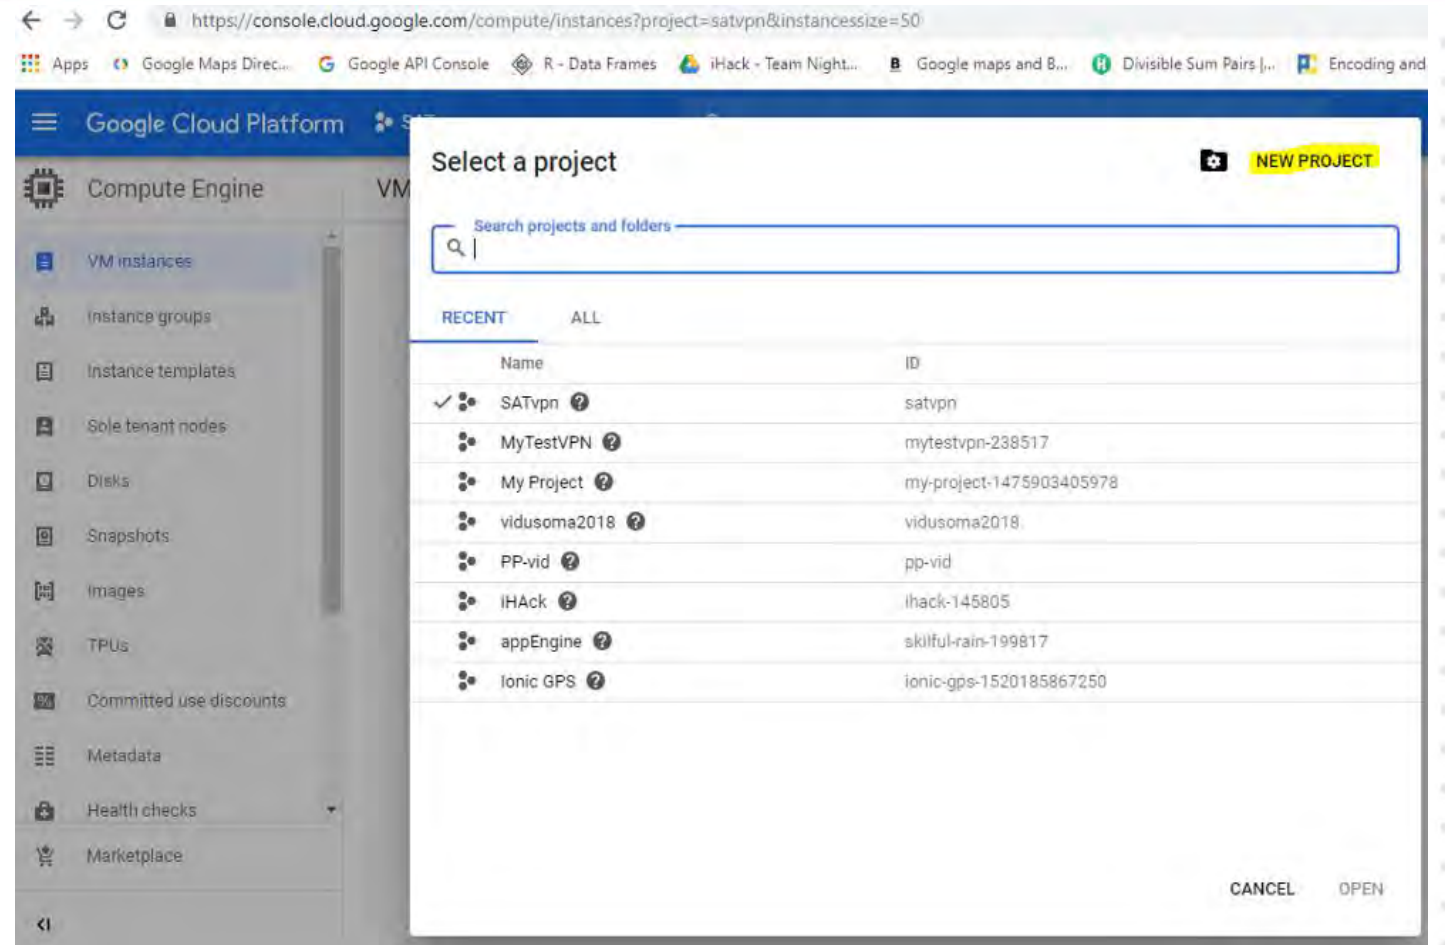 https://console.cloud.google.com/compute/instances?project=satvpn&instancessize=50
Apps Google Maps Direc... Google API Console R - Data Frames iHack - Team Night... Google maps and B... Divisible Sum Pairs |... Encoding and
Google Cloud Platform
Select a project NEW PROJECT
Compute Engine VM
Search projects and folders
VM instances
Instance groups
RECENT ALL
Name ID
Instance templates
SATvpn satvpn
Sole tenant nodes
MyTestVPN mytestvpn-238517
Disks
My Project my-project-1475903405978
Snapshots
vidusoma2018 vidusoma2018
PP-vid pp-vid
Images
iHAck ihack-145805
TPUs
appEngine skilful-rain-199817
Ionic GPS ionic-gps-1520185867250
Committed use discounts
Metadata
Health checks
Marketplace
CANCEL OPEN